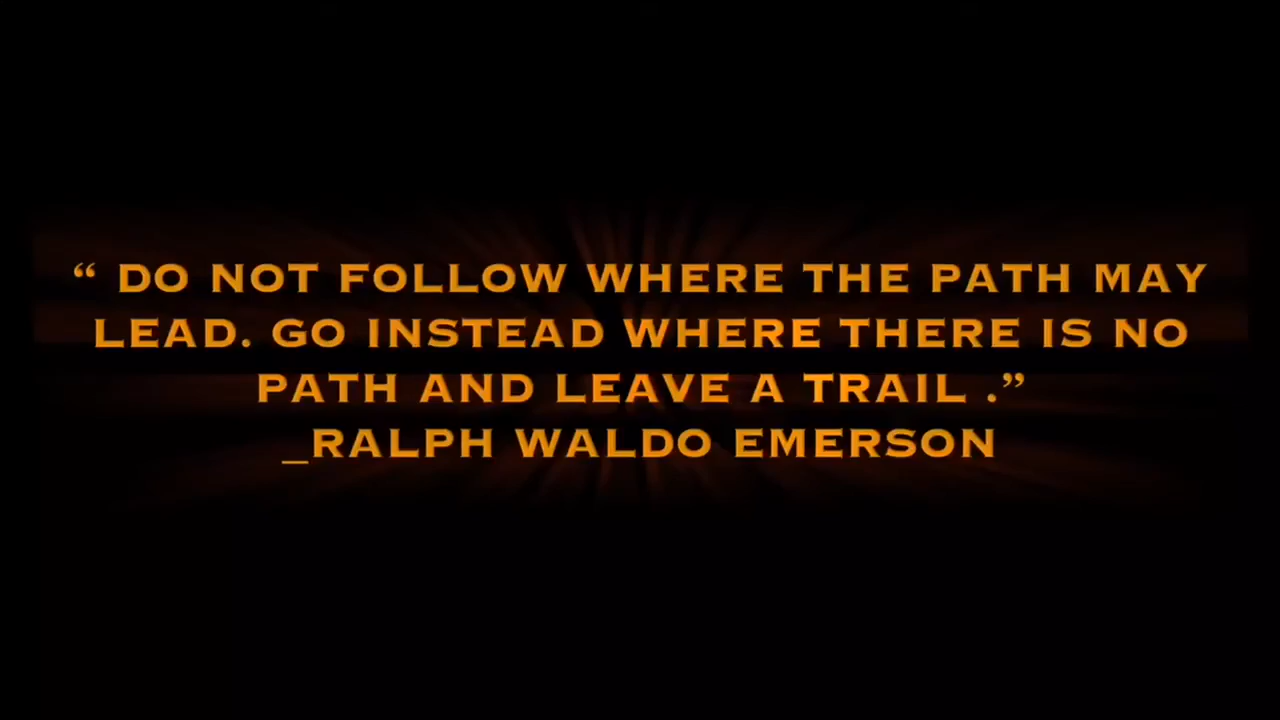 “ DO NOT FOLLOW WHERE THE PATH MAY
LEAD. GO INSTEAD WHERE THERE IS NO
PATH AND LEAVE A TRAIL .”
_RALPH WALDO EMERSON